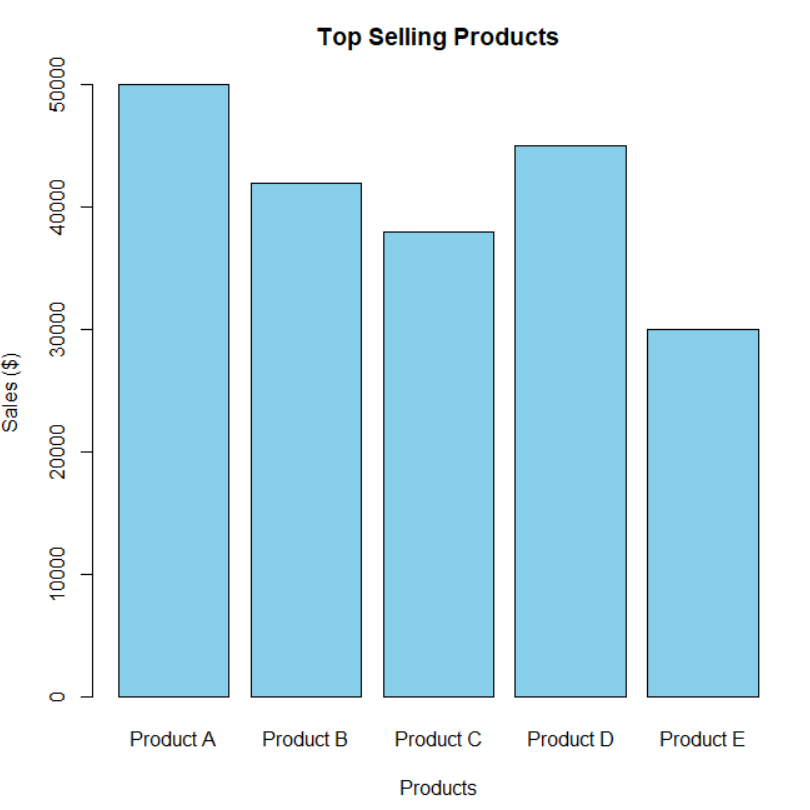 Top Selling Products
Sales ($)
50000
40000
30000
20000
10000
0
Product A Product B Product C Product D Product E
Products